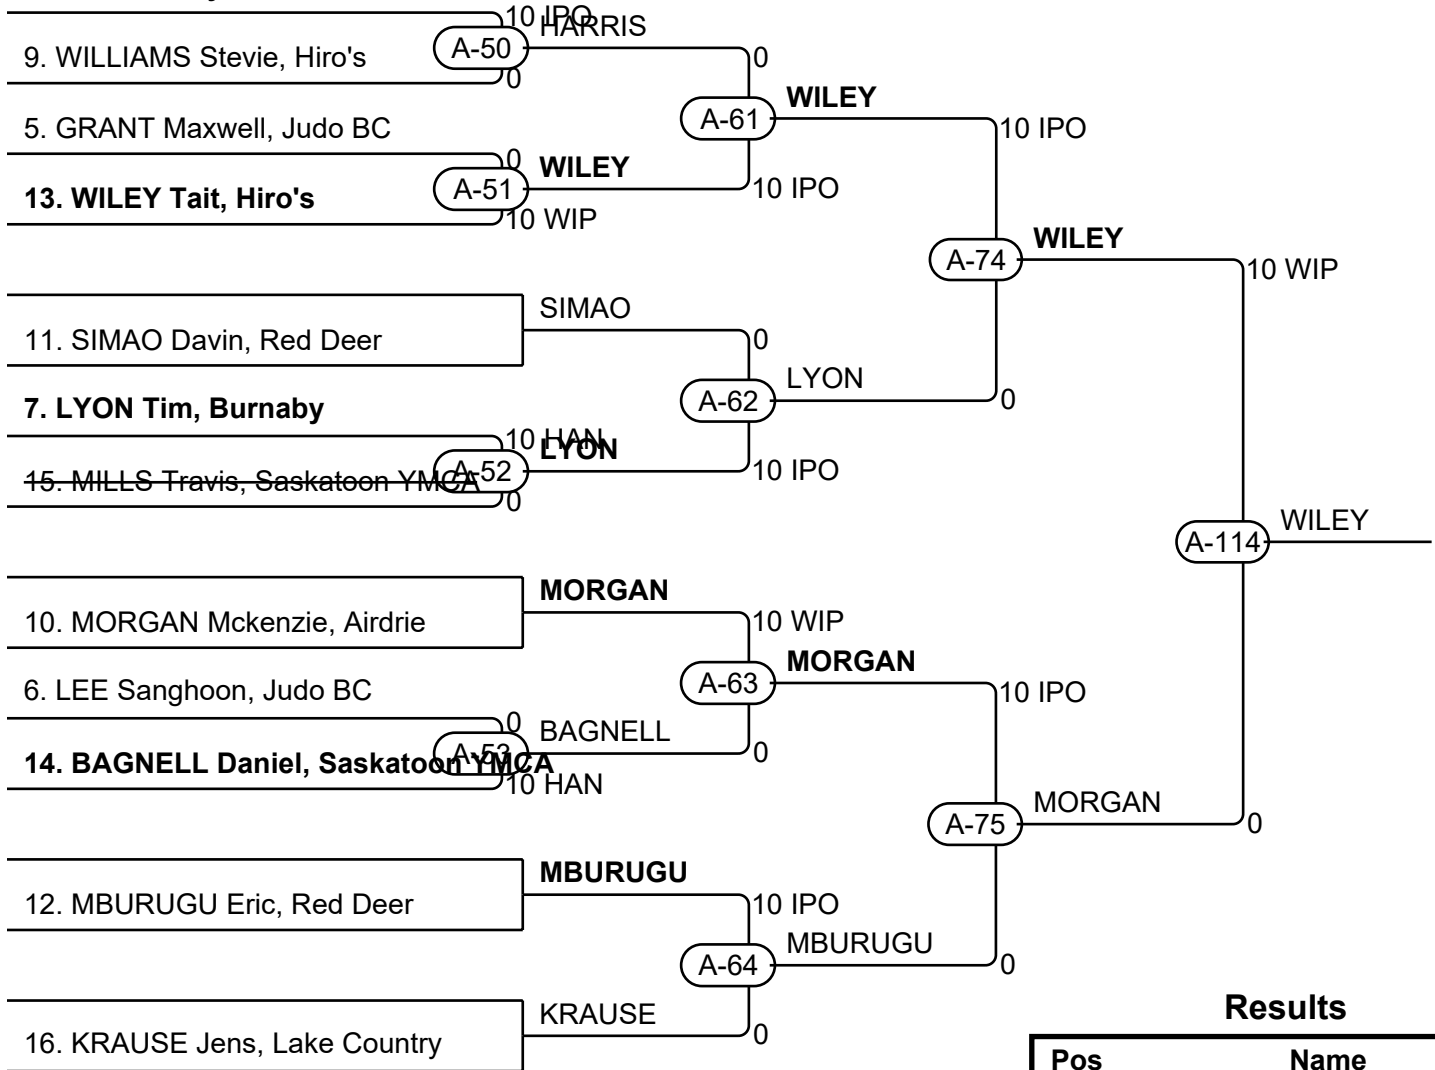 10 IPO
HARRIS
9. WILLIAMS Stevie, Hiro's
A-50
0
0
WILEY
A-61
10 IPO
5. GRANT Maxwell, Judo BC
0
WILEY
A-51
10 IPO
13. WILEY Tait, Hiro's
10 WIP
WILEY
A-74
10 WIP
SIMAO
11. SIMAO Davin, Red Deer
0
LYON
A-62
0
7. LYON Tim, Burnaby
10 HAN
LYON
A-52
10 IPO
15. MILLS Travis, Saskatoon YMCA
0
WILEY
A-114
MORGAN
10. MORGAN Mckenzie, Airdrie
10 WIP
MORGAN
A-63
10 IPO
6. LEE Sanghoon, Judo BC
0
BAGNELL
A-53
0
14. BAGNELL Daniel, Saskatoon YMCA
10 HAN
MORGAN
A-75
0
MBURUGU
12. MBURUGU Eric, Red Deer
10 IPO
MBURUGU
A-64
0
KRAUSE
16. KRAUSE Jens, Lake Country
0
Results
Pos Name